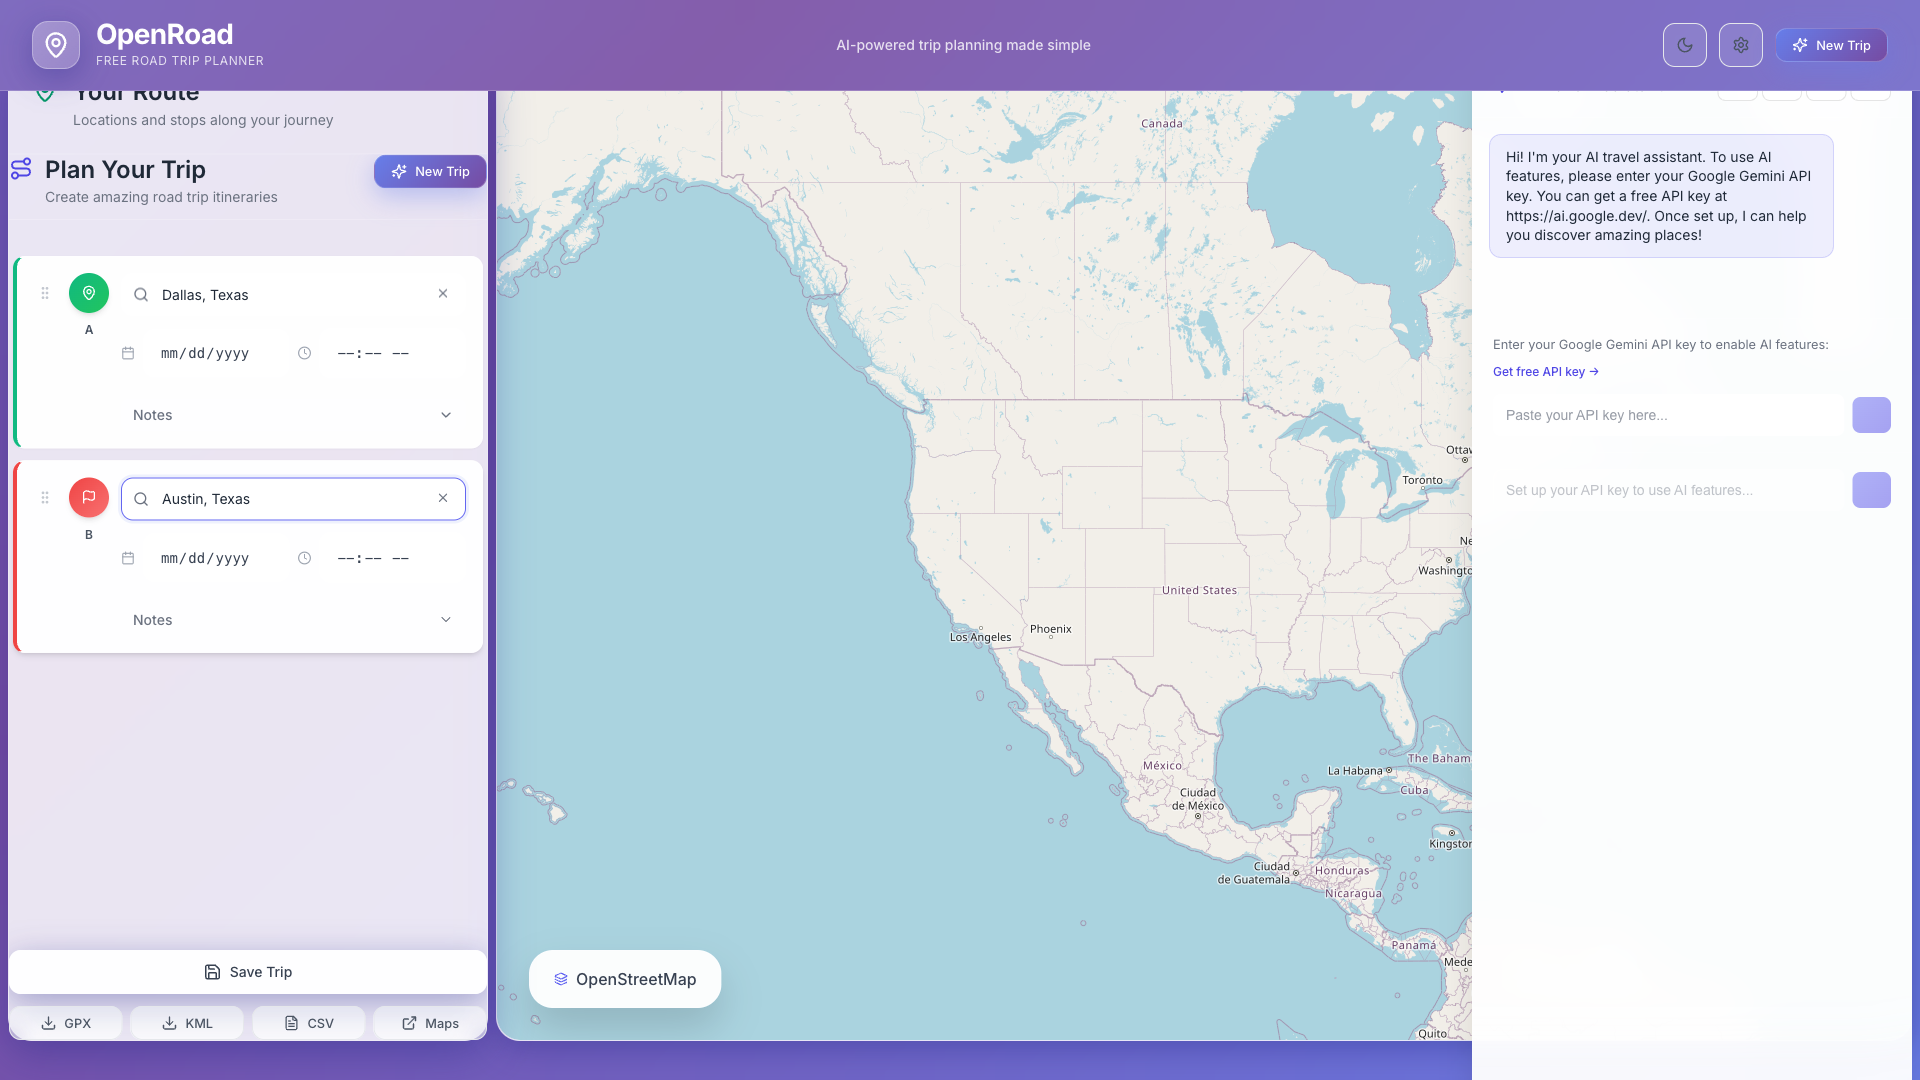 OpenRoad
FREE ROAD TRIP PLANNER
AI-powered trip planning made simple
New Trip
Your Route
Locations and stops along your journey
Plan Your Trip
Create amazing road trip itineraries
New Trip
Dallas, Texas
A
mm/dd/yyyy
--:-- --
Notes
Austin, Texas
B
mm/dd/yyyy
--:-- --
Notes
Save Trip
GPX
KML
CSV
Maps
Canada
Toronto
United States
Los Angeles
Phoenix
México
Ciudad
de México
La Habana
Cuba
Ciudad
de Guatemala
Honduras
Nicaragua
Panamá
Quito
OpenStreetMap
Hi! I'm your AI travel assistant. To use AI
features, please enter your Google Gemini API
key. You can get a free API key at
https://ai.google.dev/. Once set up, I can help
you discover amazing places!
Enter your Google Gemini API key to enable AI features:
Get free API key →
Paste your API key here...
Set up your API key to use AI features...